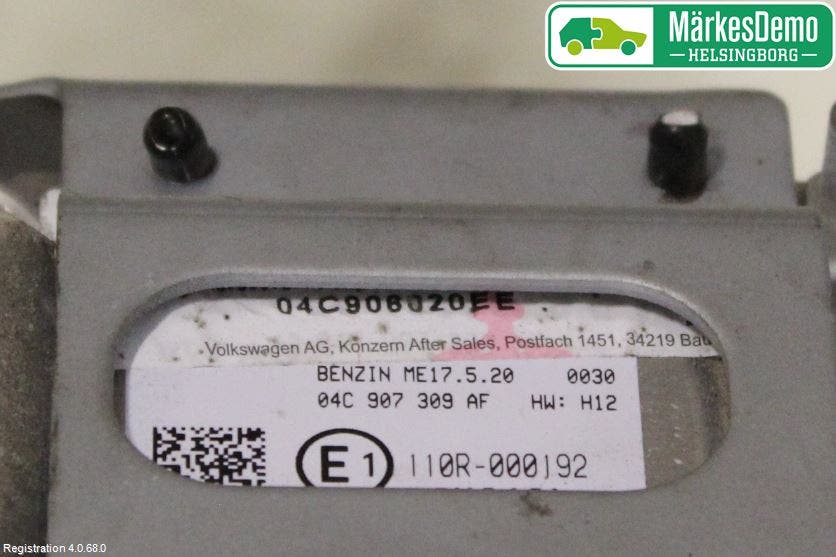 MärkesDemo
HELSINGBORG
04C906020EE
Volkswagen AG, Konzern After Sales, Postfach 1451, 34219
BENZIN ME17.5.20 0030
04C 907 309 AF HW: H12
E1 110R-000192
Registration 4.0.68.0